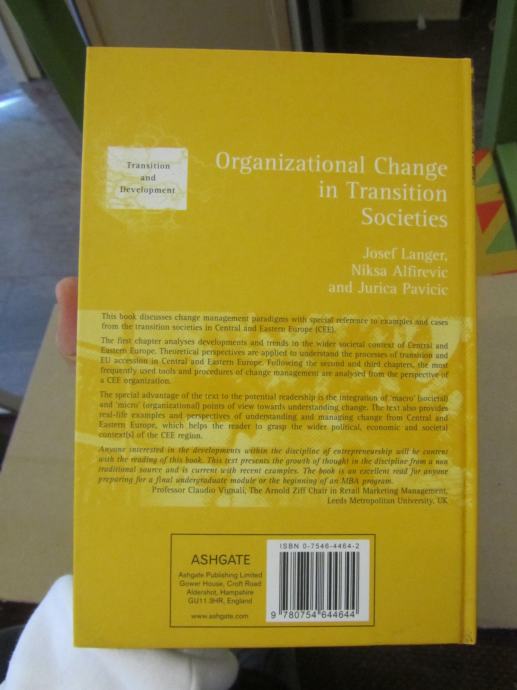 Transition
and
Development
Organizational Change
in Transition
Societies
Josef Langer,
Niksa Alfirevic
and Jurica Pavicic
This book discusses change management paradigms with special reference to examples and cases
from the transition societies in Central and Eastern Europe (CEE).
The first chapter analyses developments and trends to the wider societal context of Central and
Eastern Europe. Theoretical perspectives are applied to understand the processes of transition and
EU accession in Central and Eastern Europe. Following the second and third chapters, the most
frequently used tools and procedures of change management are analysed from the perspective of
a CEE organization.
The special advantage of the text to the potential readership is the integration of 'macro' (societal)
and 'micro' (organizational) points of view towards understanding change. The text also provides
real-life examples and perspectives of understanding and managing change from Central and
Eastern Europe, which helps the reader to grasp the wider political, economic and societal
context(s) of the CEE region.
Anyone interested in the developments within the discipline of entrepreneurship will be content
with the reading of this book. This text presents the growth of thought in the discipline from a non
traditional source and is current with recent examples. The book is an excellent read for anyone
preparing for a final undergraduate module or the beginning of an MBA program.
Professor Claudio Vignali, The Arnold Ziff Chair in Retail Marketing Management,
Leeds Metropolitan University, UK
ASHGATE
Ashgate Publishing Limited
Gower House, Croft Road
Aldershot, Hampshire
GU11 3HR, England
www.ashgate.com
ISBN 0-7546-4464-2
9 780754 644644